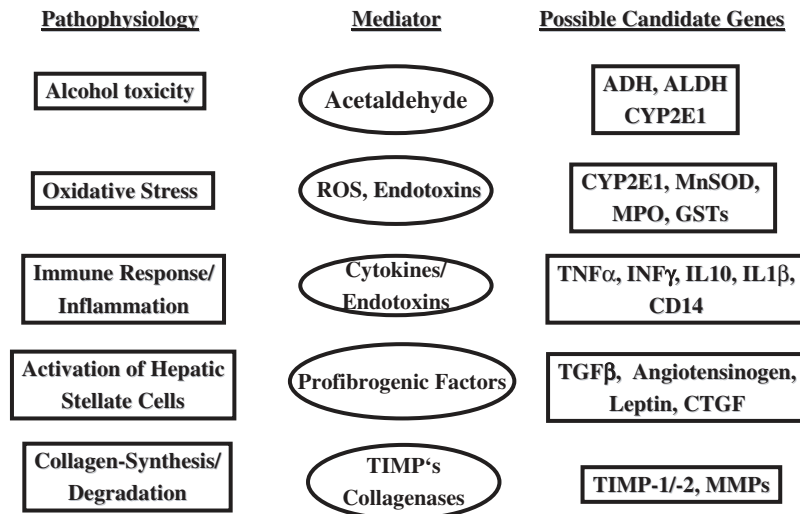 Pathophysiology
Mediator
Possible Candidate Genes
Alcohol toxicity
Acetaldehyde
ADH, ALDH
CYP2E1
Oxidative Stress
ROS, Endotoxins
CYP2E1, MnSOD,
MPO, GSTs
Immune Response/
Inflammation
Cytokines/
Endotoxins
TNFα, INFγ, IL10, IL1β,
CD14
Activation of Hepatic
Stellate Cells
Profibrogenic Factors
TGFβ, Angiotensinogen,
Leptin, CTGF
Collagen-Synthesis/
Degradation
TIMP‘s
Collagenases
TIMP-1/-2, MMPs